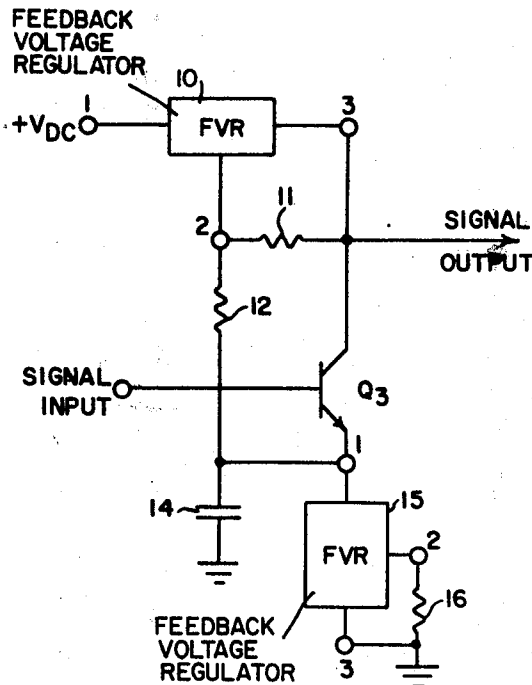 FEEDBACK
VOLTAGE
REGULATOR
10
1
3
+VDC
FVR
11
2
SIGNAL
OUTPUT
12
SIGNAL
INPUT
Q3
1
14
15
FVR
2
16
FEEDBACK
VOLTAGE
REGULATOR
3